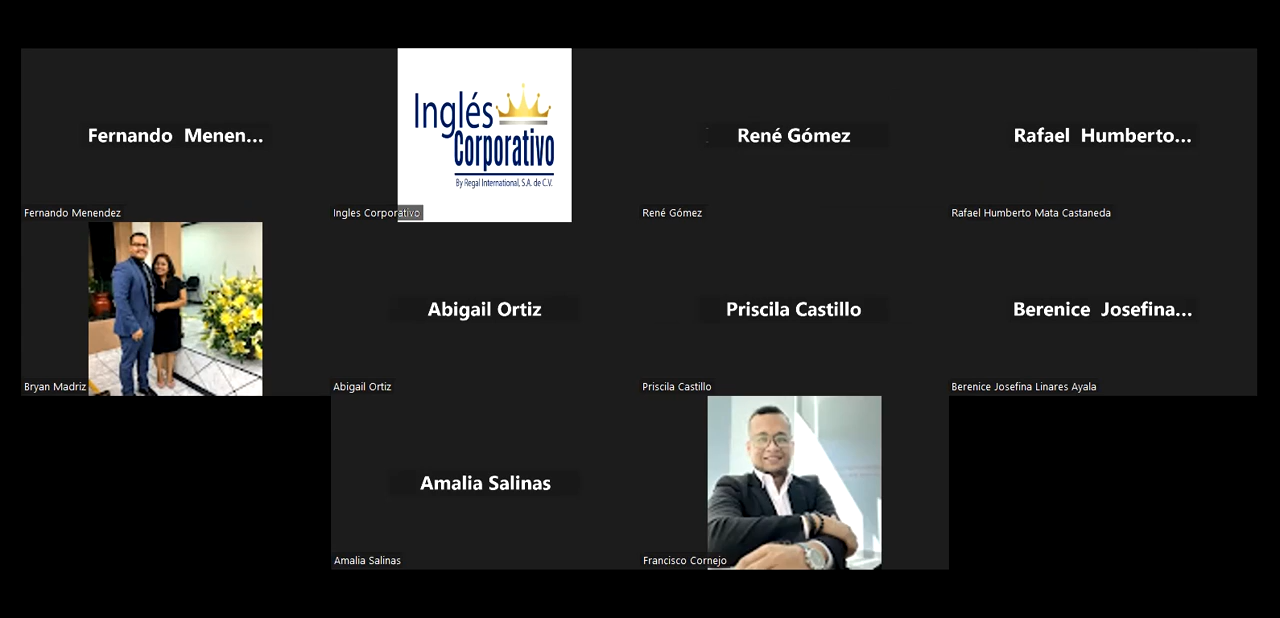 Fernando Menen...
Fernando Menendez
Inglés
Corporativo
By Regal International, S.A. de C.V.
Ingles Corporativo
René Gómez
René Gómez
Rafael Humberto...
Rafael Humberto Mata Castaneda
Bryan Madriz
Abigail Ortiz
Abigail Ortiz
Priscila Castillo
Priscila Castillo
Berenice Josefina...
Berenice Josefina Linares Ayala
Amalia Salinas
Amalia Salinas
Francisco Cornejo